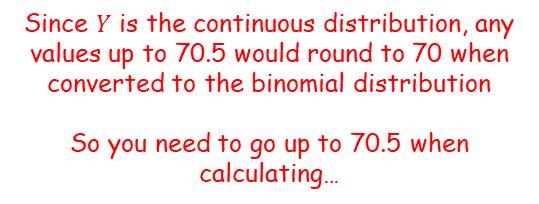 Since Y is the continuous distribution, any
values up to 70.5 would round to 70 when
converted to the binomial distribution
So you need to go up to 70.5 when
calculating…